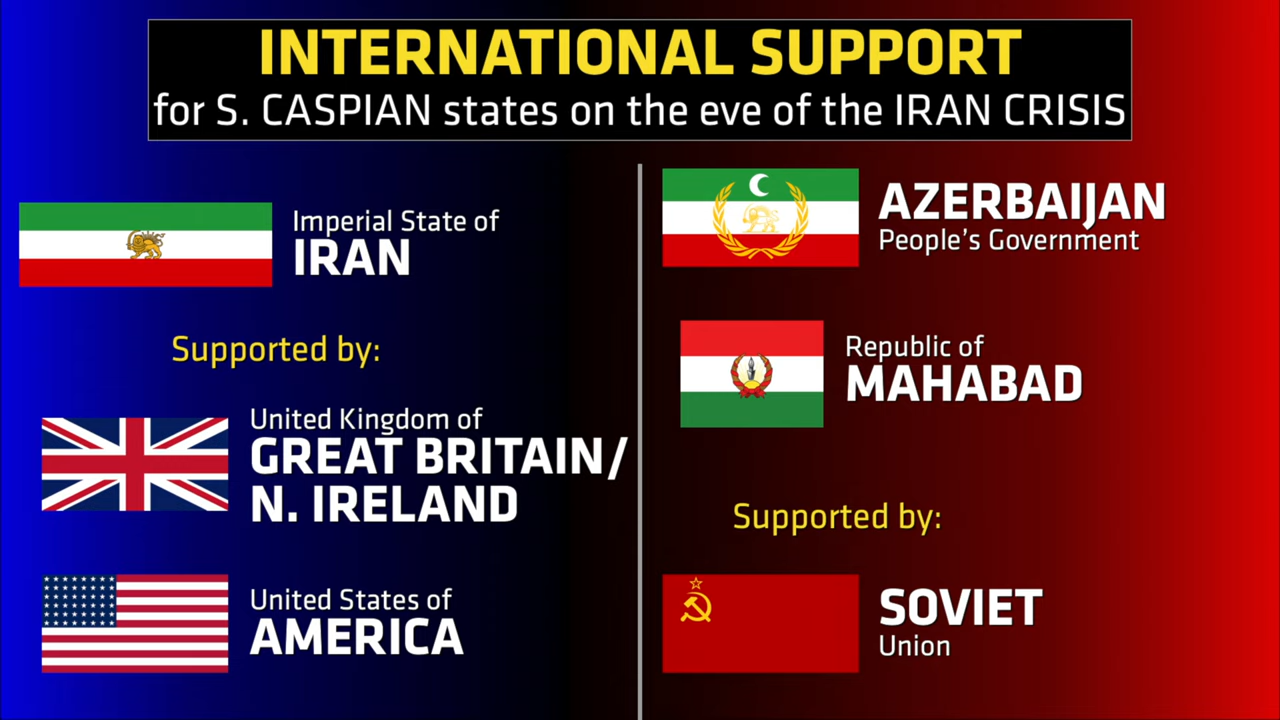 INTERNATIONAL SUPPORT
for S. CASPIAN states on the eve of the IRAN CRISIS
Imperial State of
IRAN
Supported by:
United Kingdom of
GREAT BRITAIN/
N. IRELAND
United States of
AMERICA
AZERBAIJAN
People's Government
Republic of
MAHABAD
Supported by:
SOVIET
Union